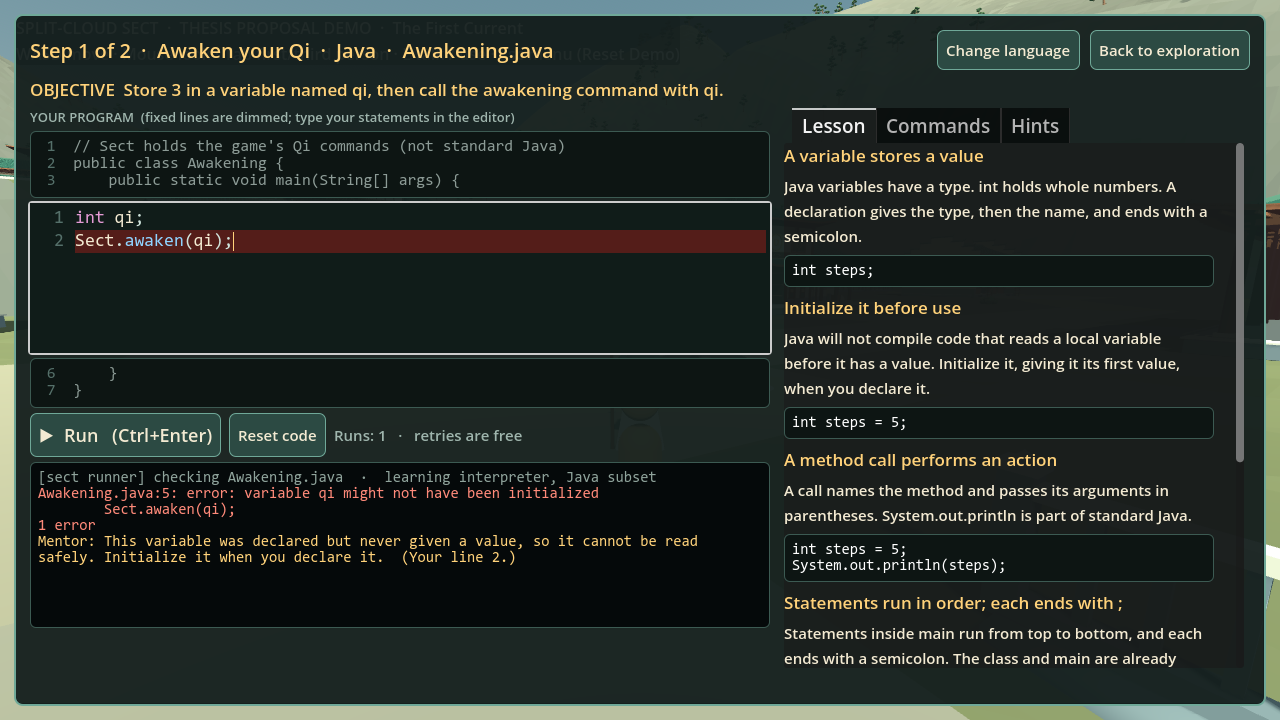 SPLIT-CLOUD SECT · THESIS PROPOSAL DEMO · The First Current
Step 1 of 2 · Awaken your Qi · Java · Awakening.java
(Reset Demo)
Change language
Back to exploration
OBJECTIVE Store 3 in a variable named qi, then call the awakening command with qi.
YOUR PROGRAM (fixed lines are dimmed; type your statements in the editor)
1 // Sect holds the game's Qi commands (not standard Java)
2 public class Awakening {
3     public static void main(String[] args) {
1 int qi;
2 Sect.awaken(qi);
6     }
7 }
▶ Run (Ctrl+Enter)
Reset code
Runs: 1 · retries are free
[sect runner] checking Awakening.java · learning interpreter, Java subset
Awakening.java:5: error: variable qi might not have been initialized
        Sect.awaken(qi);
1 error
Mentor: This variable was declared but never given a value, so it cannot be read
safely. Initialize it when you declare it. (Your line 2.)
Lesson
Commands
Hints
A variable stores a value
Java variables have a type. int holds whole numbers. A
declaration gives the type, then the name, and ends with a
semicolon.
int steps;
Initialize it before use
Java will not compile code that reads a local variable
before it has a value. Initialize it, giving it its first value,
when you declare it.
int steps = 5;
A method call performs an action
A call names the method and passes its arguments in
parentheses. System.out.println is part of standard Java.
int steps = 5;
System.out.println(steps);
Statements run in order; each ends with ;
Statements inside main run from top to bottom, and each
ends with a semicolon. The class and main are already